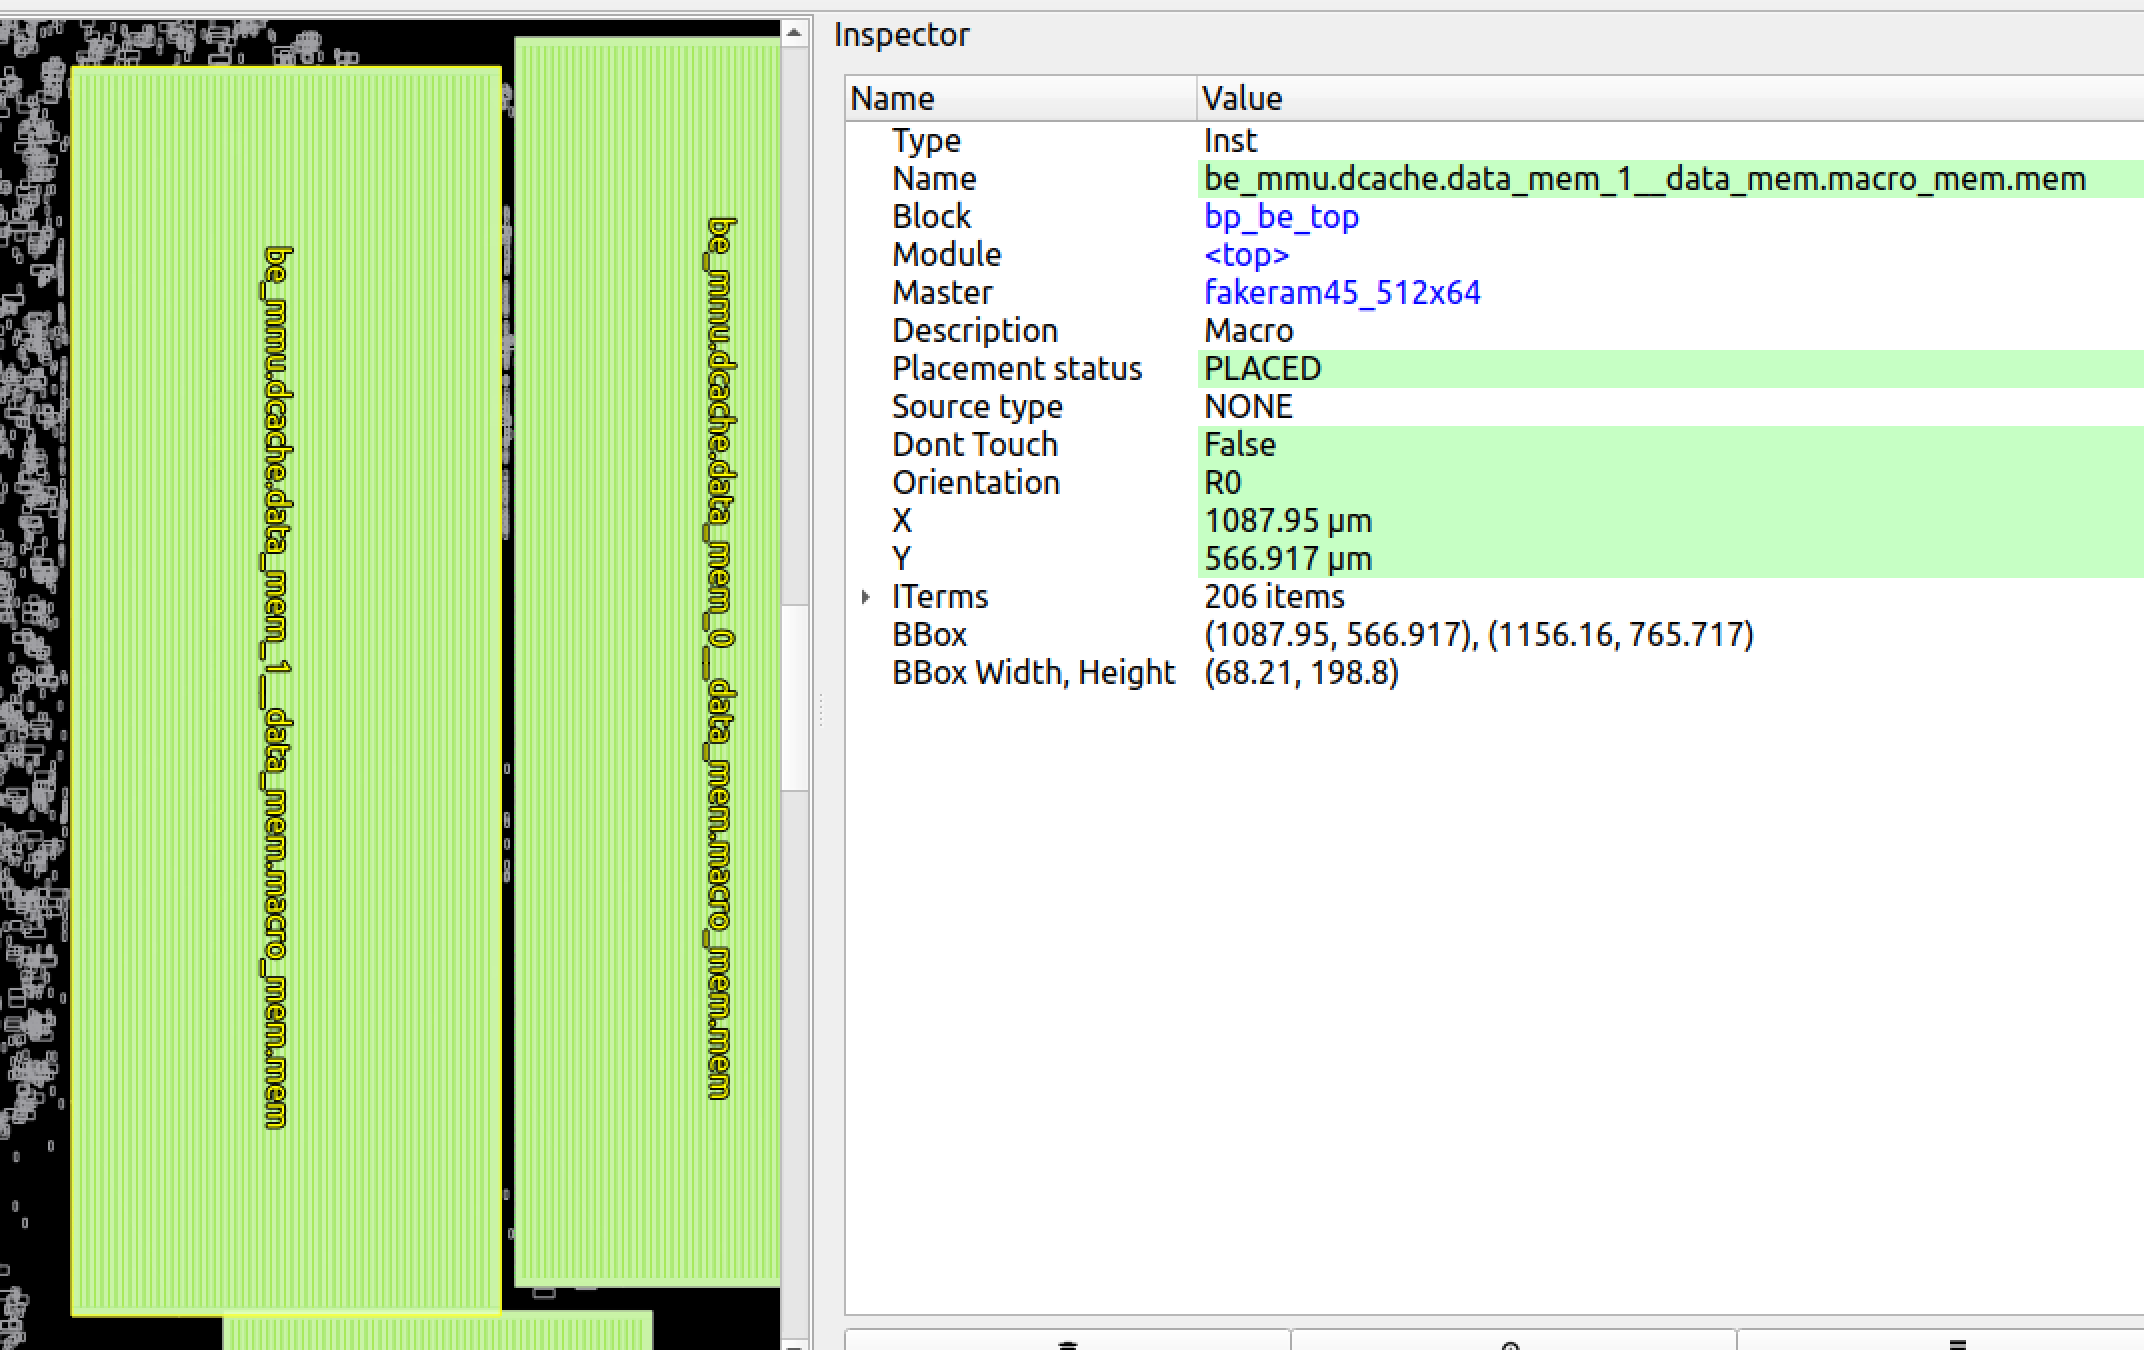 be_mmu.dcache.data_mem_1__data_mem.macro_mem.mem
be_mmu.dcache.data_mem_0__data_mem.macro_mem.mem
Inspector
Name Value
Type Inst
Name be_mmu.dcache.data_mem_1__data_mem.macro_mem.mem
Block bp_be_top
Module <top>
Master fakeram45_512x64
Description Macro
Placement status PLACED
Source type NONE
Dont Touch False
Orientation R0
X 1087.95 µm
Y 566.917 µm
ITerms 206 items
BBox (1087.95, 566.917), (1156.16, 765.717)
BBox Width, Height (68.21, 198.8)